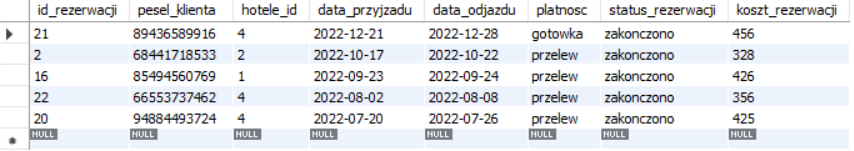 id_rezerwacji pesel_klienta hotele_id data_przyjzadu data_odjazdu platnosc status_rezerwacji koszt_rezerwacji
21 89436589916 4 2022-12-21 2022-12-28 gotowka zakonczono 456
2 68441718533 2 2022-10-17 2022-10-22 przelew zakonczono 328
16 85494560769 1 2022-09-23 2022-09-24 przelew zakonczono 426
22 66553737462 4 2022-08-02 2022-08-08 przelew zakonczono 356
20 94884493724 4 2022-07-20 2022-07-26 przelew zakonczono 425
NULL NULL NULL NULL NULL NULL NULL NULL